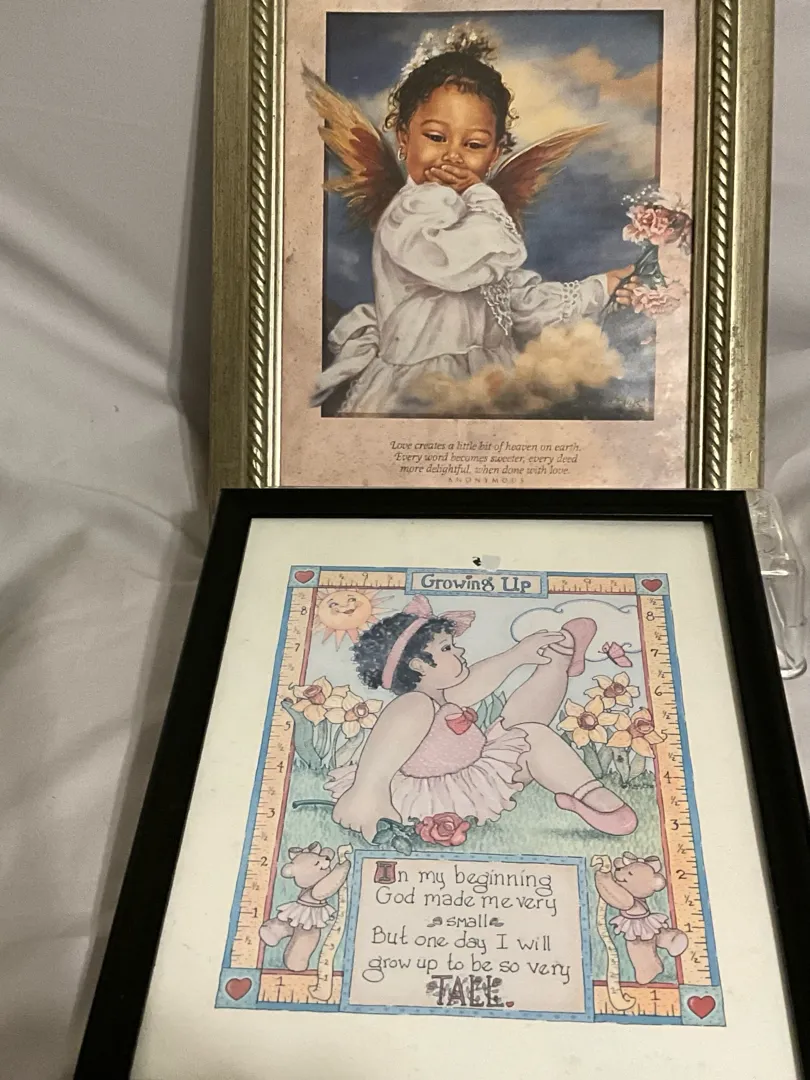 Love creates a little bit of heaven on earth.
Every word becomes sweeter, every deed
more delightful, when done with love.
ANONYMOUS
Growing Up
In my beginning
God made me very
small
But one day I will
grow up to be so very
TALL.